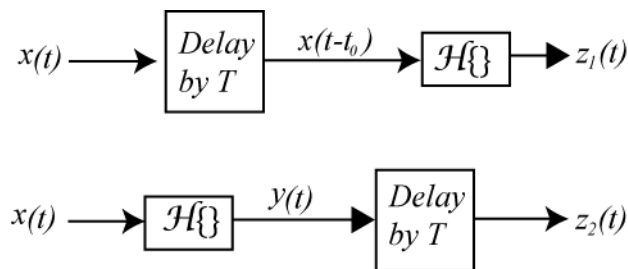 x(t)
Delay
by T
x(t-t₀)
ℋ{}
z₁(t)
x(t)
ℋ{}
y(t)
Delay
by T
z₂(t)